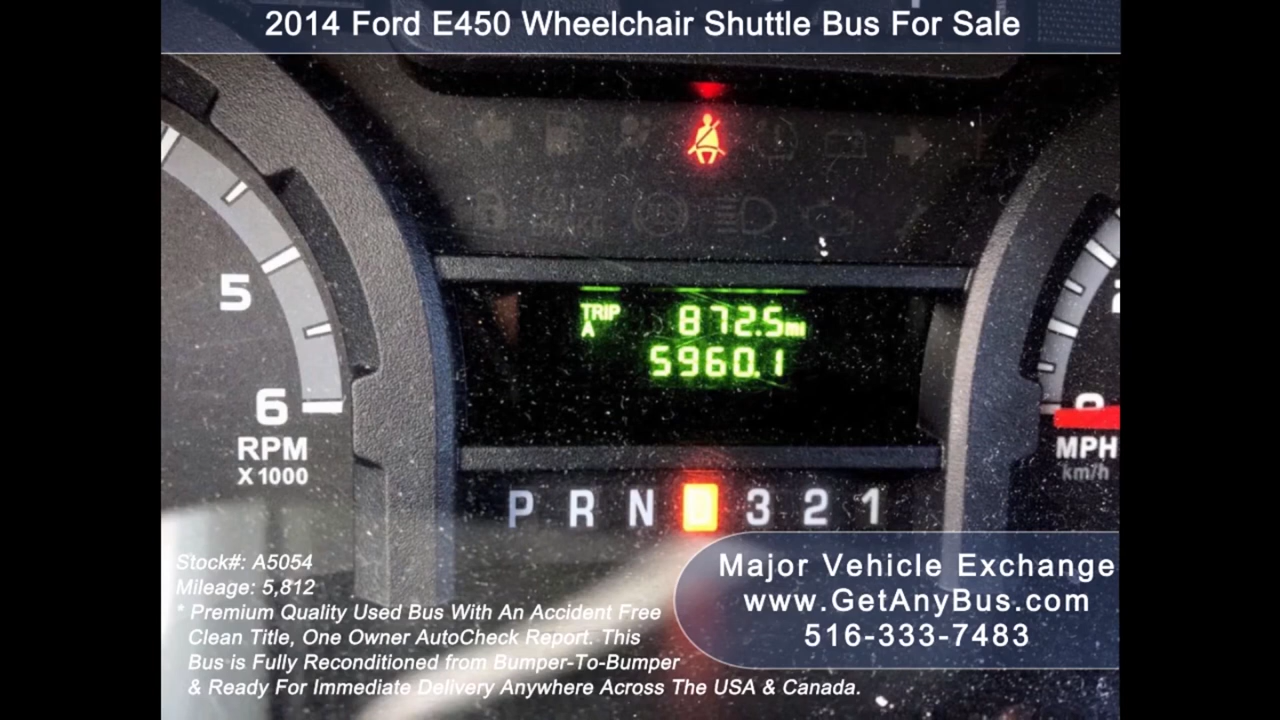 2014 Ford E450 Wheelchair Shuttle Bus For Sale
5
6
RPM
X 1000
TRIP
A
872.5mi
5960.1
P R N D 3 2 1
MPH
km/h
Stock#: A5054
Mileage: 5,812
* Premium Quality Used Bus With An Accident Free
Clean Title, One Owner AutoCheck Report. This
Bus is Fully Reconditioned from Bumper-To-Bumper
& Ready For Immediate Delivery Anywhere Across The USA & Canada.
Major Vehicle Exchange
www.GetAnyBus.com
516-333-7483